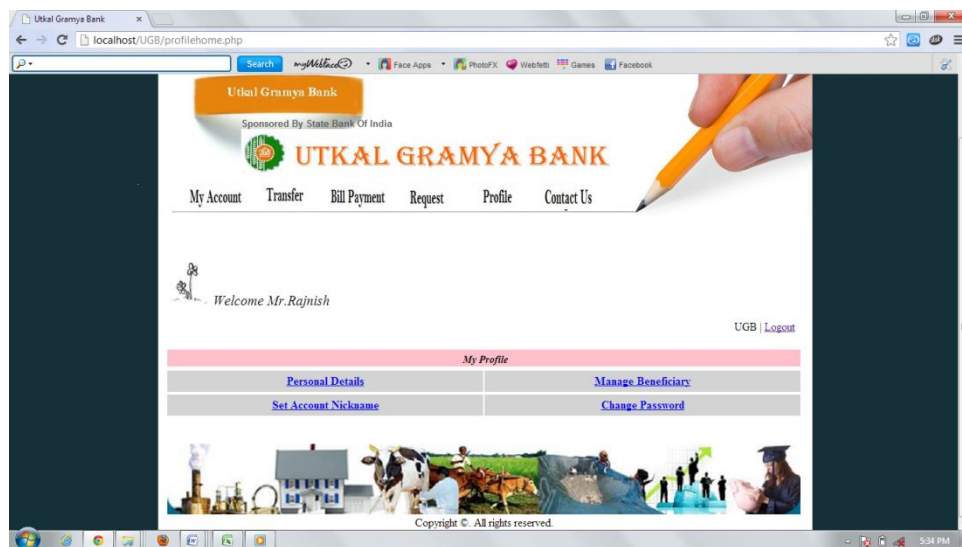 Utkal Gramya Bank
localhost/UGB/profilehome.php
Search myWebface Face Apps PhotoFX Webfetti Games Facebook
Utkal Gramya Bank
Sponsored By State Bank Of India
UGB UTKAL GRAMYA BANK
My Account Transfer Bill Payment Request Profile Contact Us
Welcome Mr.Rajnish
UGB | Logout
My Profile
Personal Details Manage Beneficiary
Set Account Nickname Change Password
Copyright ©. All rights reserved.
5:34 PM